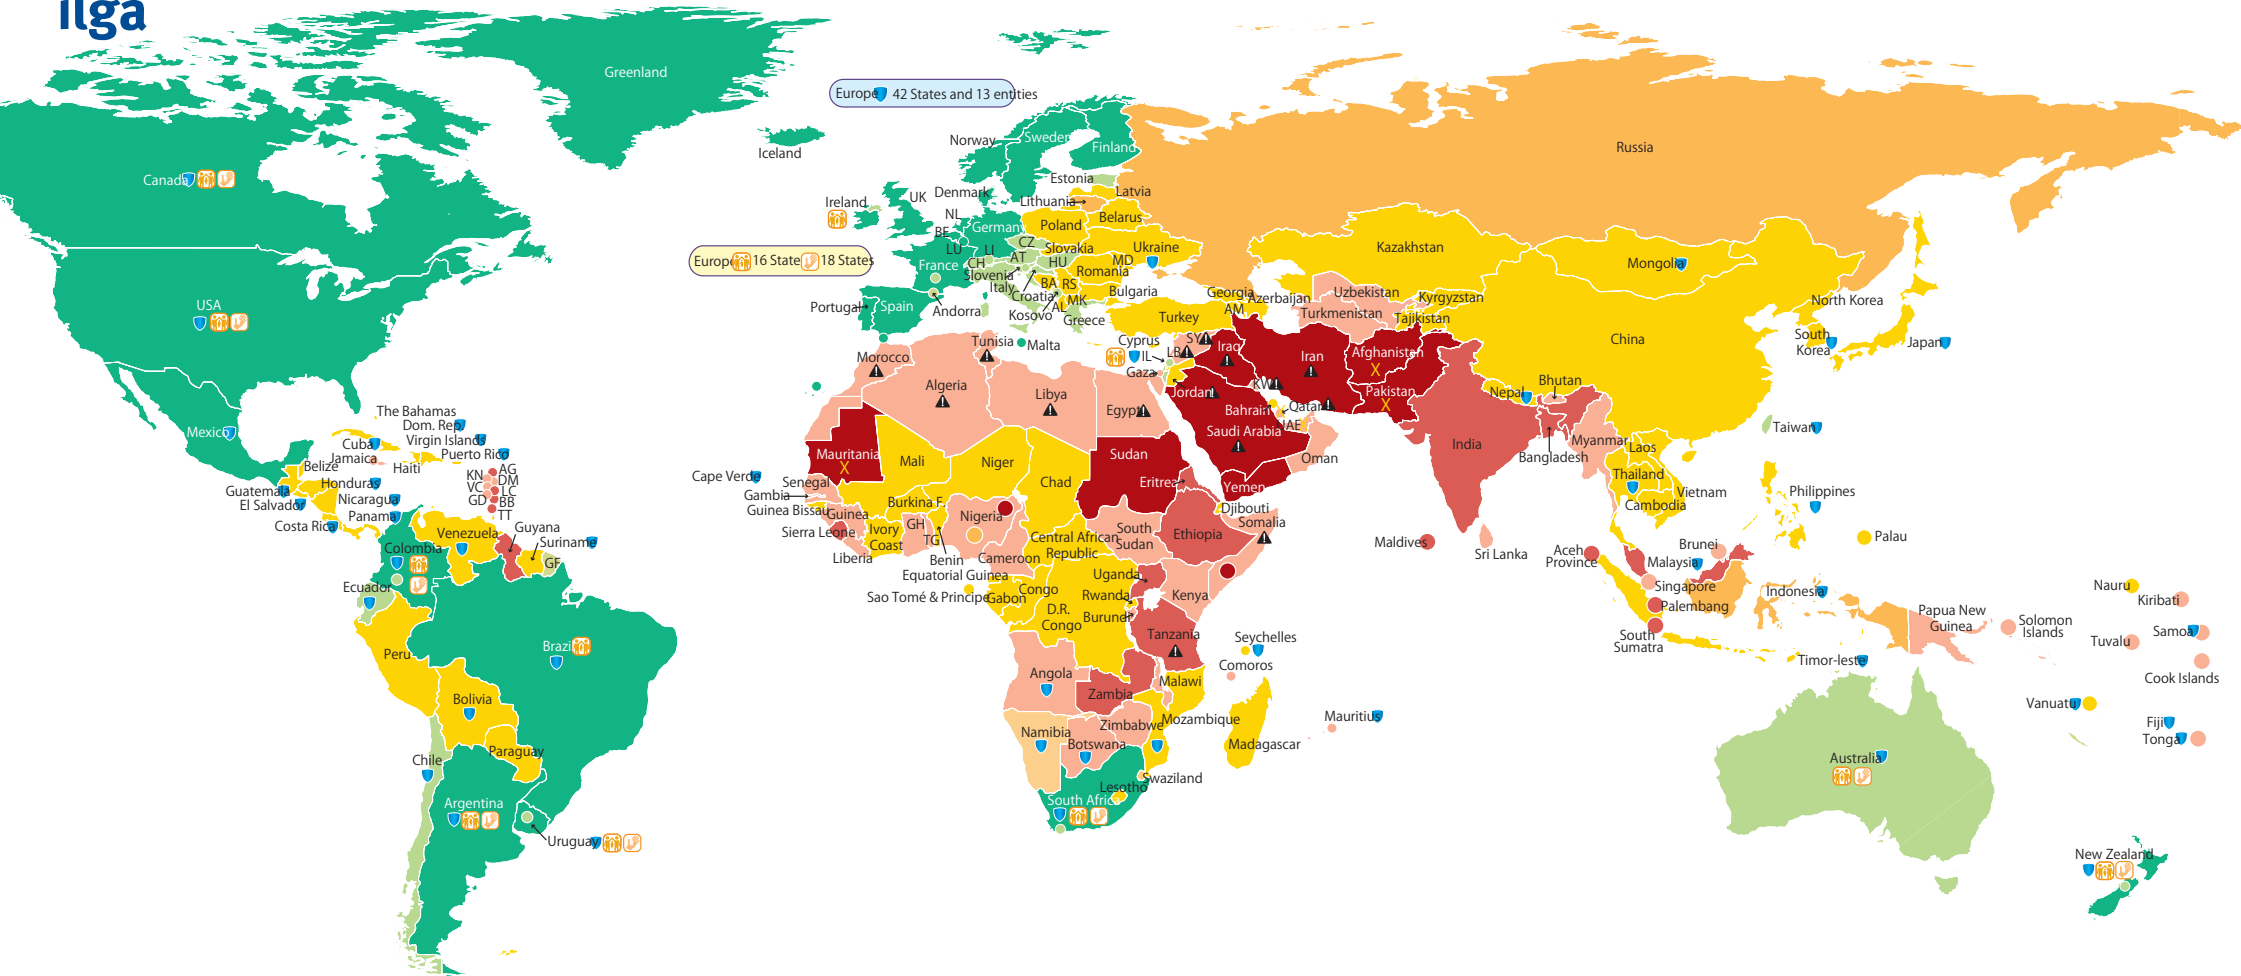 ilga
Greenland
Europe 42 States and 13 entities
Iceland
Norway
Sweden
Finland
Russia
Canada
Estonia
Latvia
Lithuania
Ireland
UK
Denmark
NL
BE
LU
Germany
Poland
Belarus
LI
CZ
Slovakia
Ukraine
AT
HU
MD
CH
France
Slovenia
Romania
Italy
Croatia
BA
RS
Bulgaria
Kosovo
AL
MK
Greece
Europe 16 States 18 States
Kazakhstan
Mongolia
Portugal
Spain
Andorra
Georgia
Azerbaijan
AM
Uzbekistan
Kyrgyzstan
Turkmenistan
Tajikistan
Turkey
North Korea
South
Korea
Japan
China
USA
Malta
Tunisia
Morocco
Cyprus
LB
SY
IL
Gaza
Iraq
Iran
Afghanistan
X
Pakistan
X
Jordan
KW
Bahrain
Qatar
UAE
Saudi Arabia
Oman
Yemen
Algeria
Libya
Egypt
Nepal
Bhutan
India
Bangladesh
Myanmar
Laos
Thailand
Vietnam
Cambodia
Taiwan
Philippines
Palau
Mexico
The Bahamas
Dom. Rep.
Virgin Islands
Puerto Rico
Cuba
Jamaica
Haiti
Belize
Honduras
Guatemala
El Salvador
Nicaragua
Costa Rica
Panama
KN
AG
DM
VC
LC
GD
BB
TT
Guyana
Suriname
GF
Venezuela
Colombia
Ecuador
Peru
Brazil
Bolivia
Paraguay
Chile
Argentina
Uruguay
Cape Verde
Mauritania
X
Mali
Niger
Chad
Sudan
Eritrea
Senegal
Gambia
Guinea Bissau
Guinea
Sierra Leone
Liberia
Burkina F.
Ivory
Coast
GH
TG
Benin
Nigeria
Cameroon
Equatorial Guinea
Sao Tomé & Principe
Gabon
Congo
D.R.
Congo
Central African
Republic
South
Sudan
Ethiopia
Djibouti
Somalia
Uganda
Kenya
Rwanda
Burundi
Tanzania
Seychelles
Comoros
Angola
Zambia
Malawi
Mozambique
Zimbabwe
Namibia
Botswana
Madagascar
Mauritius
Swaziland
Lesotho
South Africa
Maldives
Sri Lanka
Aceh
Province
Brunei
Malaysia
Singapore
Palembang
South
Sumatra
Indonesia
Timor-leste
Papua New
Guinea
Solomon
Islands
Nauru
Kiribati
Tuvalu
Samoa
Cook Islands
Vanuatu
Fiji
Tonga
Australia
New Zealand